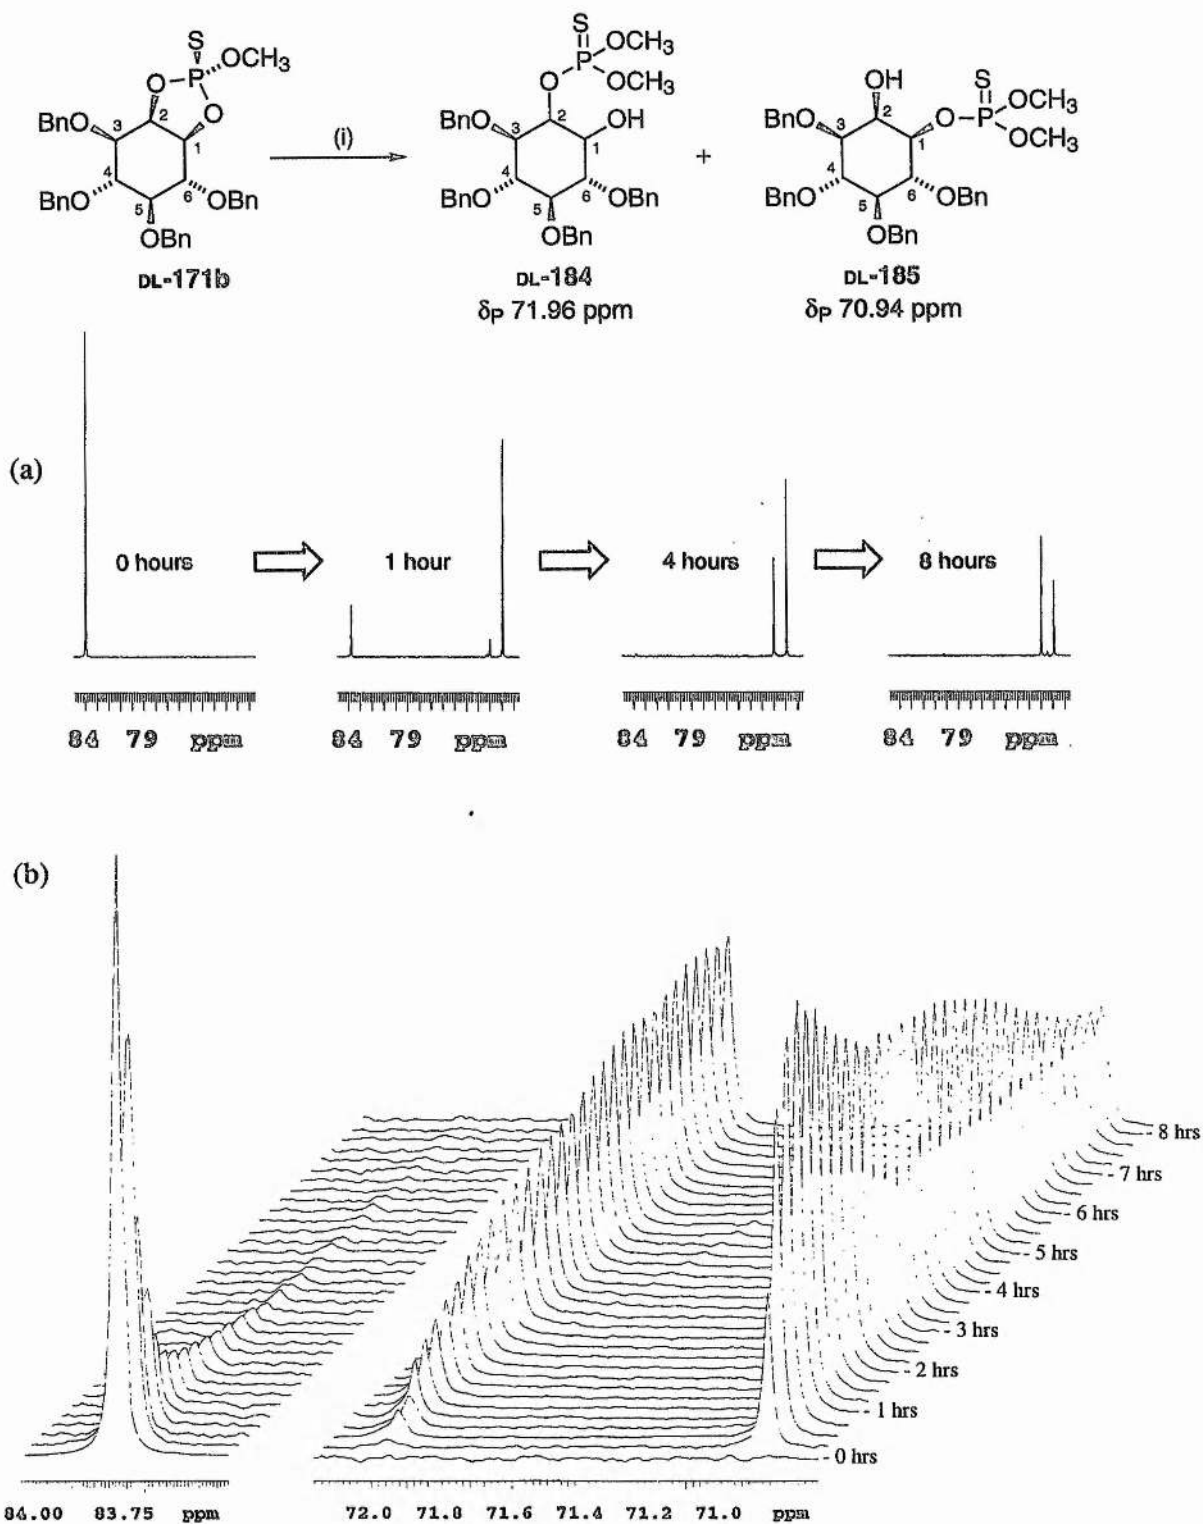 S
P
OCH3
O
O
BnO
3
2
1
4
5
6
BnO
OBn
OBn
DL-171b
(i)
S
P
OCH3
OCH3
O
BnO
3
2
OH
1
4
5
6
BnO
OBn
OBn
DL-184
δP 71.96 ppm
+
OH
S
P
OCH3
OCH3
O
BnO
3
2
1
4
5
6
BnO
OBn
OBn
DL-185
δP 70.94 ppm
(a)
0 hours
1 hour
4 hours
8 hours
84 79 ppm
84 79 ppm
84 79 ppm
84 79 ppm
(b)
- 8 hrs
- 7 hrs
- 6 hrs
- 5 hrs
- 4 hrs
- 3 hrs
- 2 hrs
- 1 hrs
- 0 hrs
84.00 83.75 ppm
72.0 71.8 71.6 71.4 71.2 71.0 ppm